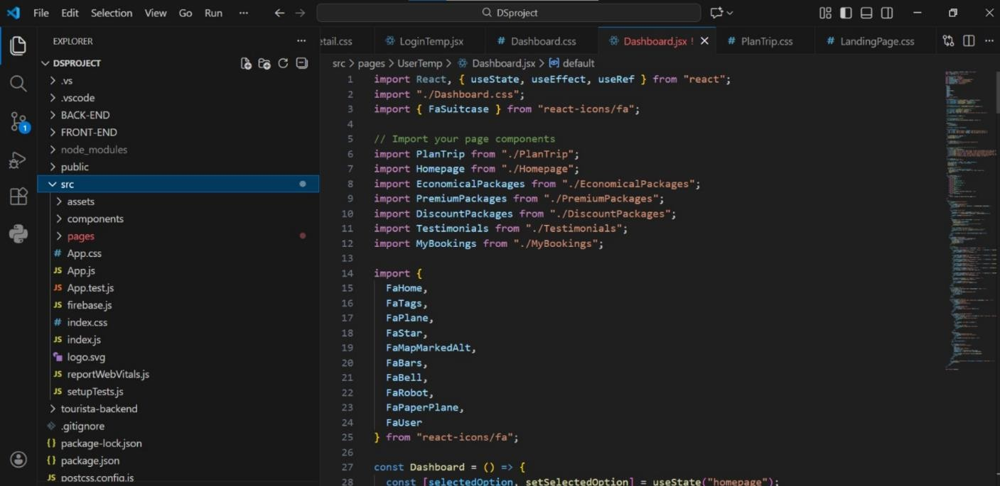 File Edit Selection View Go Run ··· ← → DSproject
EXPLORER ···
DSPROJECT
.vs
.vscode
BACK-END
FRONT-END
node_modules
public
src
assets
components
pages
# App.css
JS App.js
JS App.test.js
JS firebase.js
# index.css
JS index.js
logo.svg
JS reportWebVitals.js
JS setupTests.js
tourista-backend
.gitignore
{} package-lock.json
{} package.json
JS postcss.config.js
1
etail.css LoginTemp.jsx # Dashboard.css Dashboard.jsx ! # PlanTrip.css # LandingPage.css ···
src > pages > UserTemp > Dashboard.jsx > default
1 import React, { useState, useEffect, useRef } from "react";
2 import "./Dashboard.css";
3 import { FaSuitcase } from "react-icons/fa";
4
5 // Import your page components
6 import PlanTrip from "./PlanTrip";
7 import Homepage from "./Homepage";
8 import EconomicalPackages from "./EconomicalPackages";
9 import PremiumPackages from "./PremiumPackages";
10 import DiscountPackages from "./DiscountPackages";
11 import Testimonials from "./Testimonials";
12 import MyBookings from "./MyBookings";
13
14 import {
15 FaHome,
16 FaTags,
17 FaPlane,
18 FaStar,
19 FaMapMarkedAlt,
20 FaBars,
21 FaBell,
22 FaRobot,
23 FaPaperPlane,
24 FaUser
25 } from "react-icons/fa";
26
27 const Dashboard = () => {
28 const [selectedOption, setSelectedOption] = useState("homepage");